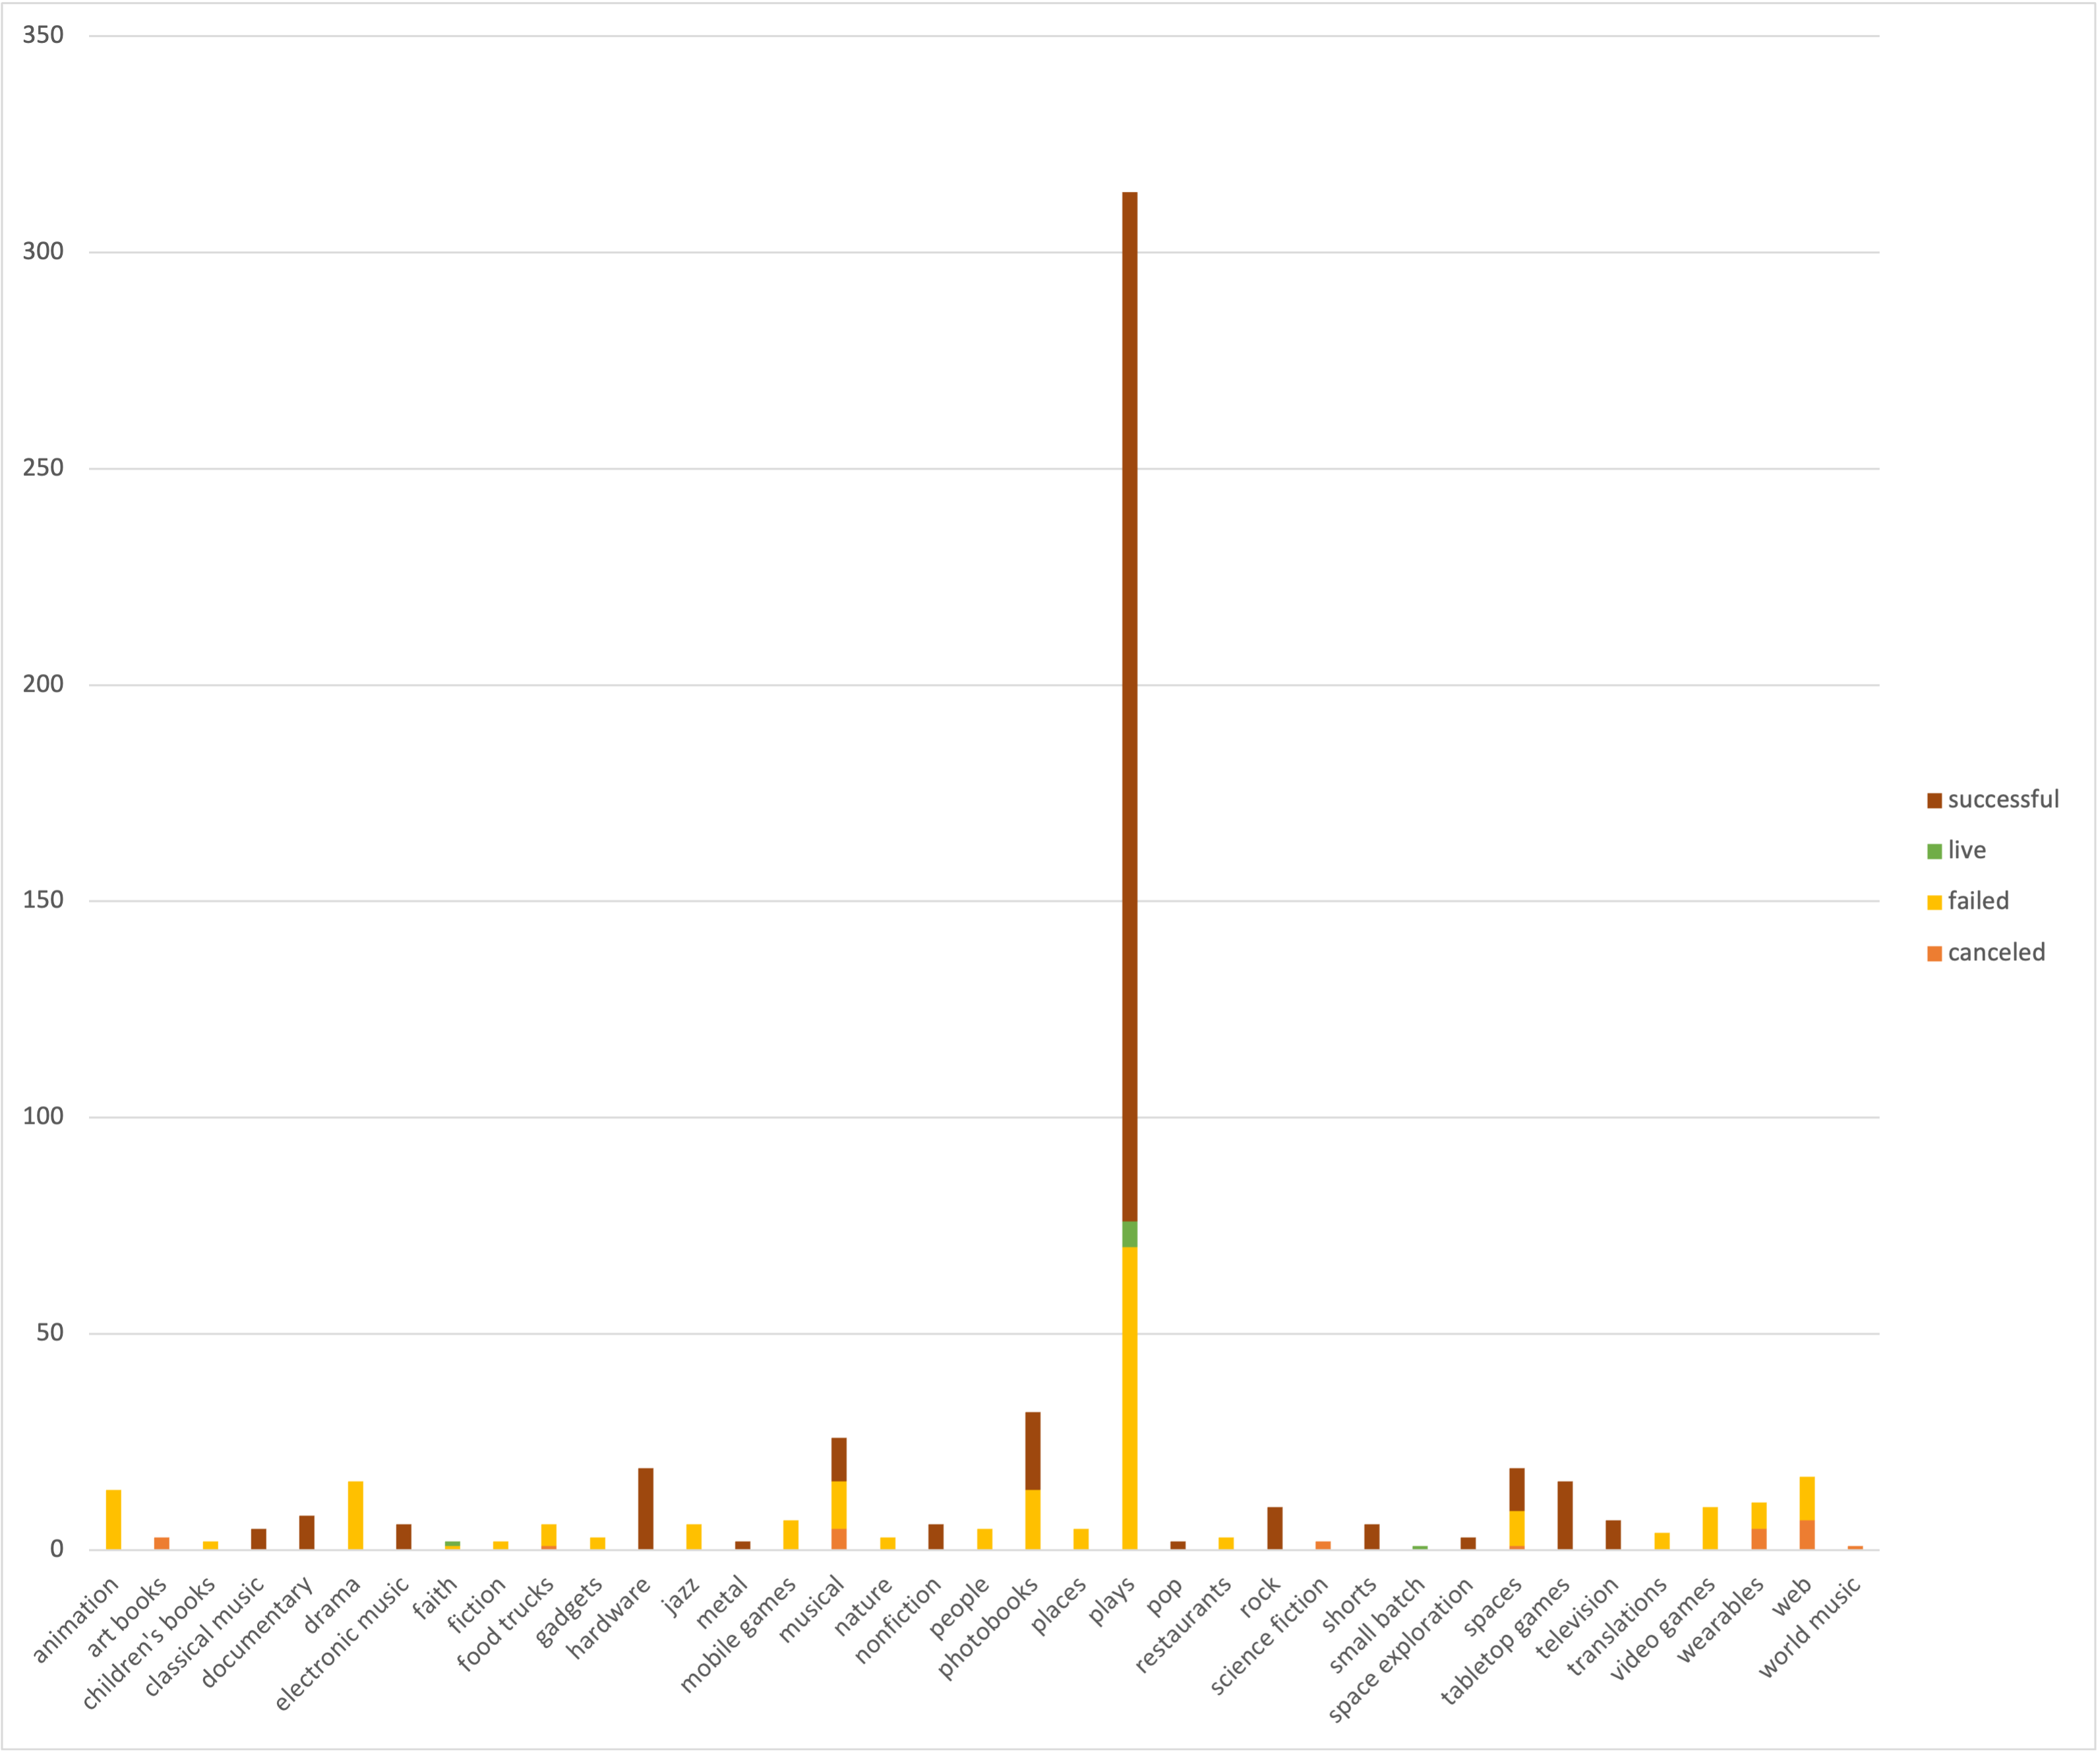 350
300
250
200
150
100
50
0
animation
art books
children's books
classical music
documentary
drama
electronic music
faith
fiction
food trucks
gadgets
hardware
jazz
metal
mobile games
musical
nature
nonfiction
people
photobooks
places
plays
pop
restaurants
rock
science fiction
shorts
small batch
space exploration
spaces
tabletop games
television
translations
video games
wearables
web
world music
successful
live
failed
canceled